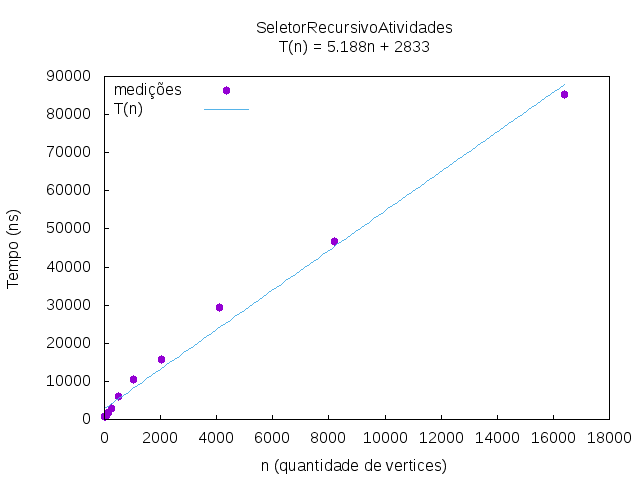 SeletorRecursivoAtividades
T(n) = 5.188n + 2833
90000
80000
70000
60000
50000
40000
30000
20000
10000
0
medições
T(n)
Tempo (ns)
0 2000 4000 6000 8000 10000 12000 14000 16000 18000
n (quantidade de vertices)